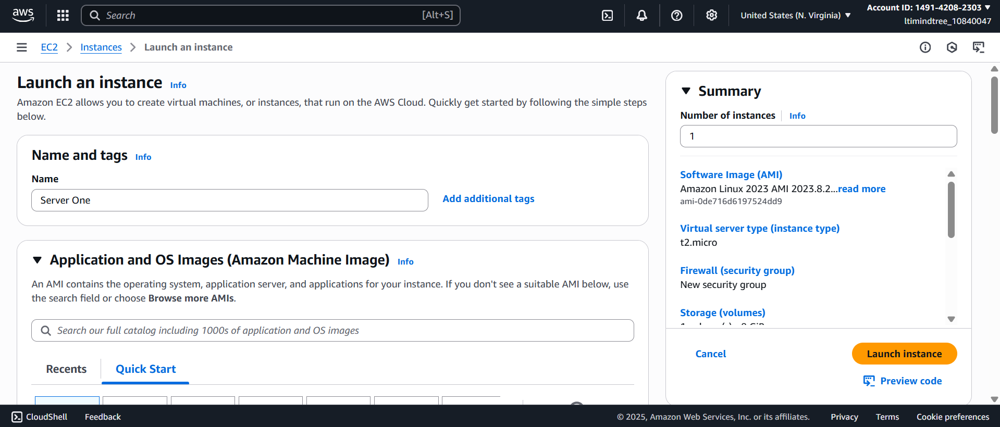 aws
Search
[Alt+S]
United States (N. Virginia)
Account ID: 1491-4208-2303
ltimindtree_10840047
EC2
Instances
Launch an instance
Launch an instance
Info
Amazon EC2 allows you to create virtual machines, or instances, that run on the AWS Cloud. Quickly get started by following the simple steps
below.
Name and tags
Info
Name
Server One
Add additional tags
Application and OS Images (Amazon Machine Image)
Info
An AMI contains the operating system, application server, and applications for your instance. If you don't see a suitable AMI below, use
the search field or choose Browse more AMIs.
Search our full catalog including 1000s of application and OS images
Recents
Quick Start
Summary
Number of instances
Info
1
Software Image (AMI)
Amazon Linux 2023 AMI 2023.8.2...read more
ami-0de716d6197524dd9
Virtual server type (instance type)
t2.micro
Firewall (security group)
New security group
Storage (volumes)
Cancel
Launch instance
Preview code
CloudShell
Feedback
© 2025, Amazon Web Services, Inc. or its affiliates.
Privacy
Terms
Cookie preferences